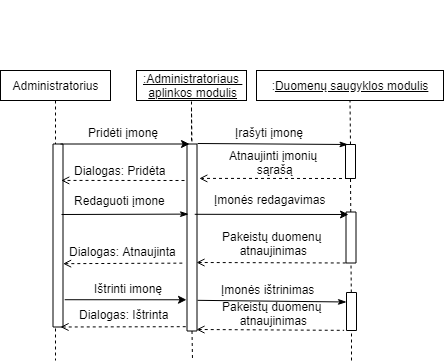 Administratorius
:Administratoriaus
aplinkos modulis
:Duomenų saugyklos modulis
Pridėti įmonę
Įrašyti įmonę
Atnaujinti įmonių
sąrašą
Dialogas: Pridėta
Redaguoti įmone
Įmonės redagavimas
Pakeistų duomenų
atnaujinimas
Dialogas: Atnaujinta
Ištrinti įmonę
Įmonės ištrinimas
Pakeistų duomenų
atnaujinimas
Dialogas: Ištrinta